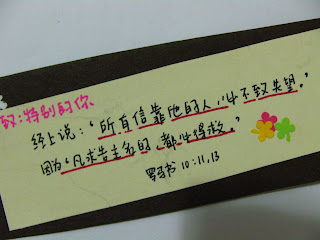 致:特别的你
经上说:‘所有信靠他的人,必不致失望。’
因为‘凡求告主名的,都必得救。’
罗马书 10:11,13